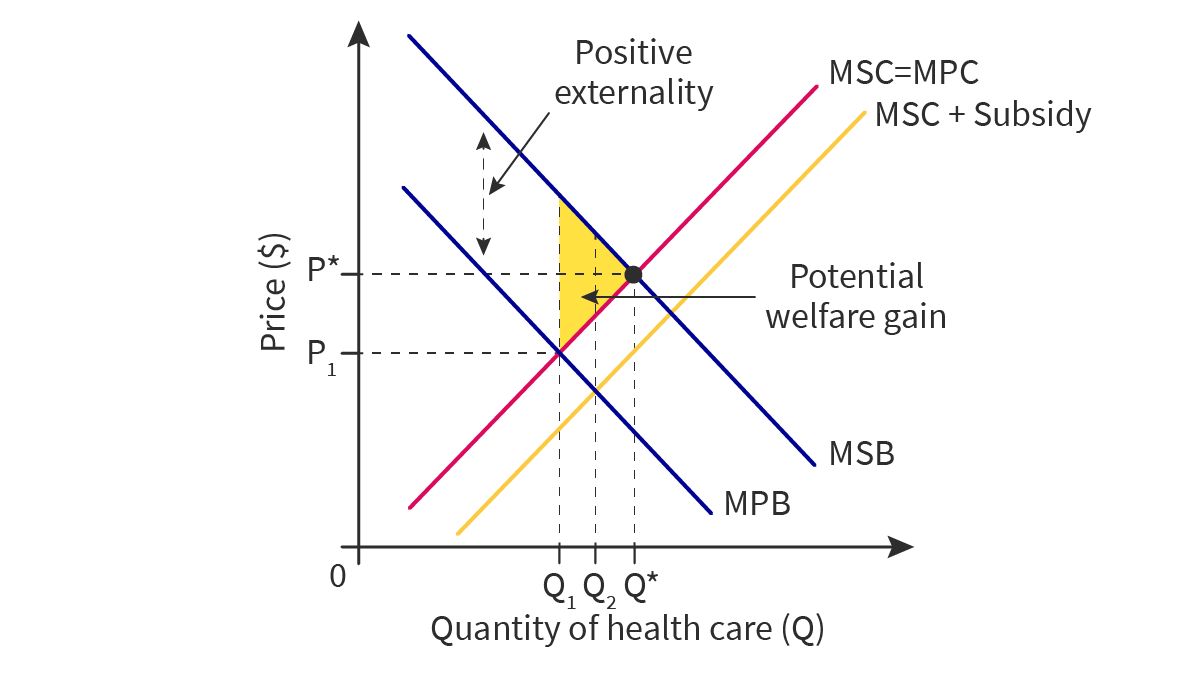 Positive
externality
MSC=MPC
MSC + Subsidy
Price ($)
P*
P1
Potential
welfare gain
MSB
MPB
0
Q1 Q2 Q*
Quantity of health care (Q)